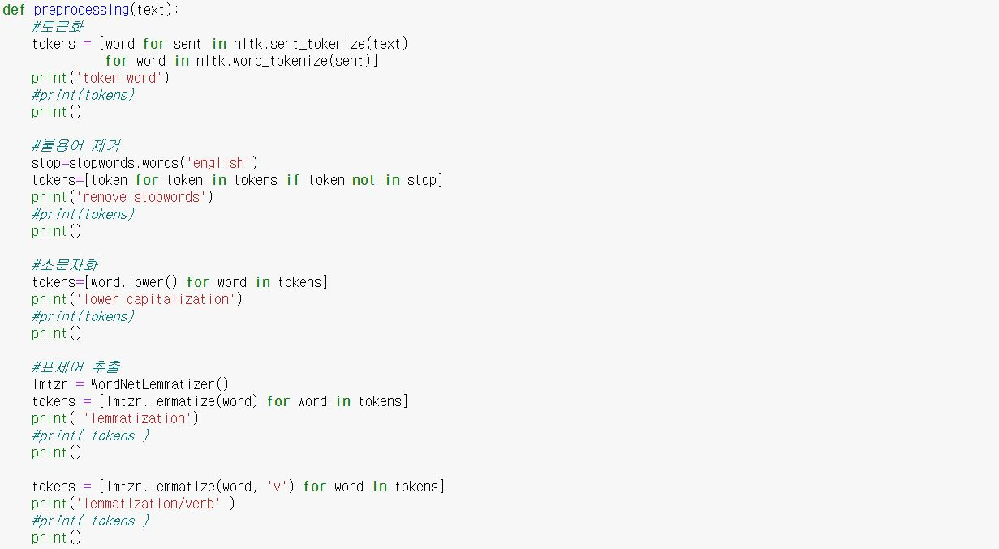 def preprocessing(text):
    #토큰화
    tokens = [word for sent in nltk.sent_tokenize(text)
              for word in nltk.word_tokenize(sent)]
    print('token word')
    #print(tokens)
    print()

    #불용어 제거
    stop=stopwords.words('english')
    tokens=[token for token in tokens if token not in stop]
    print('remove stopwords')
    #print(tokens)
    print()

    #소문자화
    tokens=[word.lower() for word in tokens]
    print('lower capitalization')
    #print(tokens)
    print()

    #표제어 추출
    lmtzr = WordNetLemmatizer()
    tokens = [lmtzr.lemmatize(word) for word in tokens]
    print( 'lemmatization')
    #print( tokens )
    print()

    tokens = [lmtzr.lemmatize(word, 'v') for word in tokens]
    print('lemmatization/verb' )
    #print( tokens )
    print()